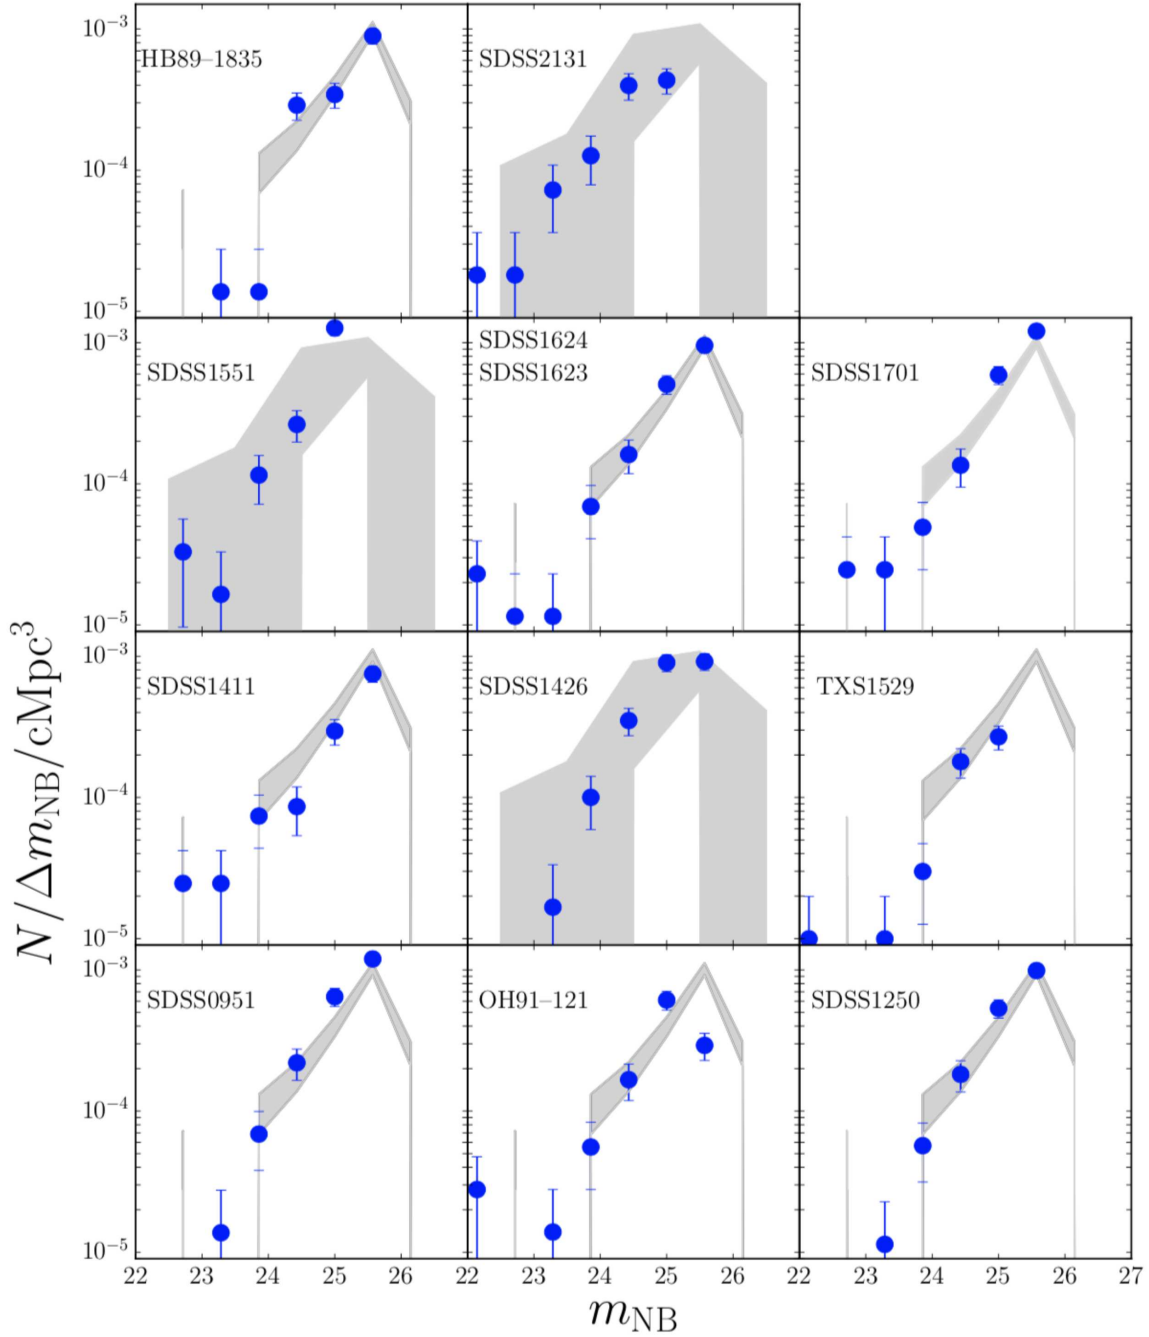 10⁻³
HB89–1835
SDSS2131
10⁻⁴
10⁻⁵
10⁻³
SDSS1551
SDSS1624
SDSS1623
SDSS1701
10⁻⁴
10⁻⁵
N/Δm_NB/cMpc³
10⁻³
SDSS1411
SDSS1426
TXS1529
10⁻⁴
10⁻⁵
10⁻³
SDSS0951
OH91–121
SDSS1250
10⁻⁴
10⁻⁵
22 23 24 25 26 22 23 24 25 26 22 23 24 25 26 27
m_NB